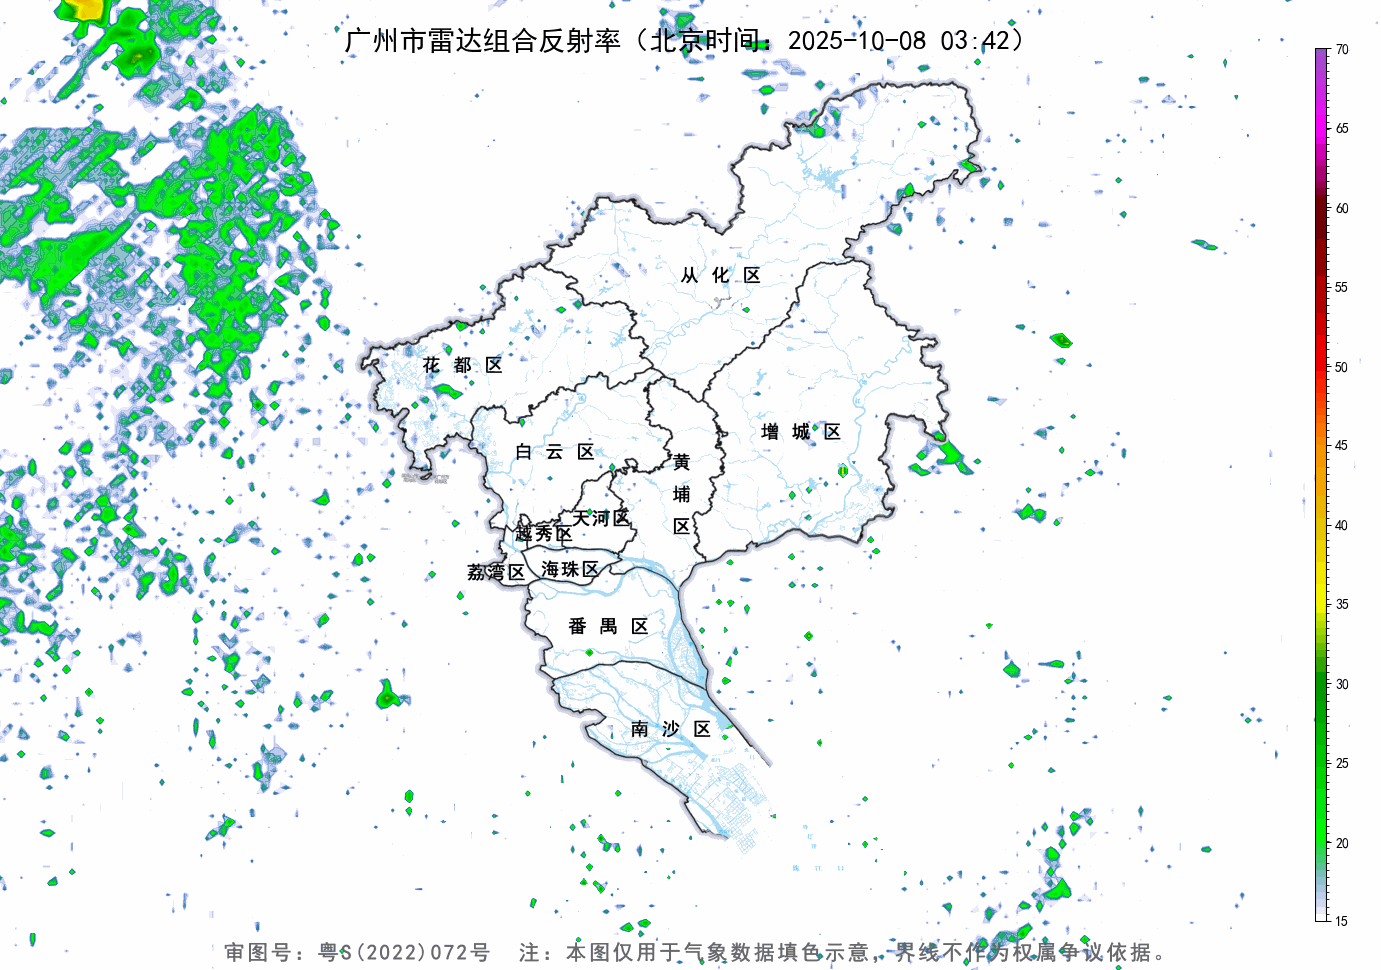 广州市雷达组合反射率（北京时间：2025-10-08 03:42）
70
65
60
55
50
45
40
35
30
25
20
15
从化区
花都区
增城区
白云区
黄埔区
天河区
越秀区
荔湾区
海珠区
番禺区
南沙区
审图号：粤S(2022)072号 注：本图仅用于气象数据填色示意，界线不作为权属争议依据。